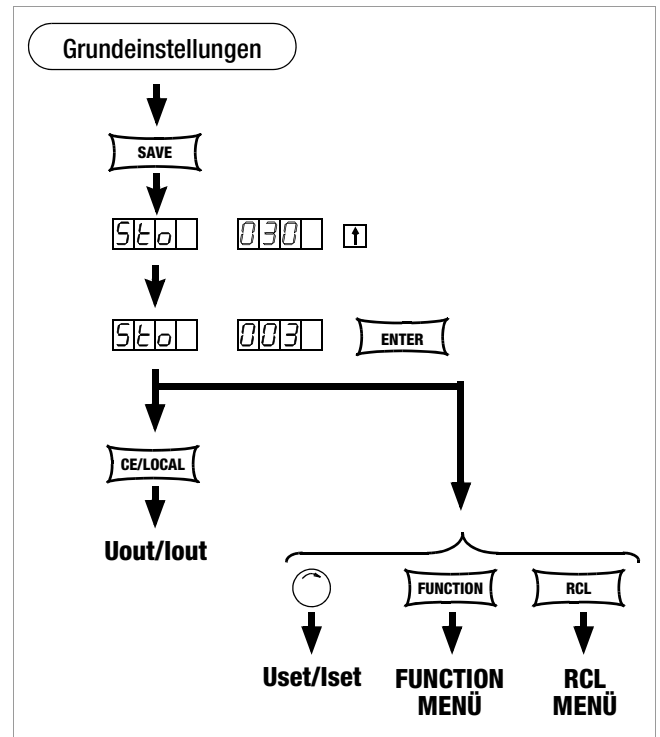 Grundeinstellungen
SAVE
Sto 030
Sto 003 ENTER
CE/LOCAL
Uout/Iout
FUNCTION RCL
Uset/Iset FUNCTION MENÜ RCL MENÜ